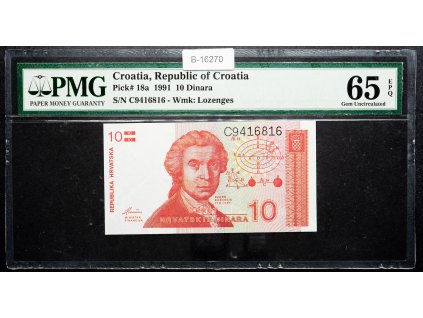 B-16270
PMG
PAPER MONEY GUARANTY
Croatia, Republic of Croatia
Pick# 18a 1991 10 Dinara
S/N C9416816 - Wmk: Lozenges
65 EPQ
Gem Uncirculated
10
C9416816
REPUBLIKA HRVATSKA
HRVATSKIH DINARA
10